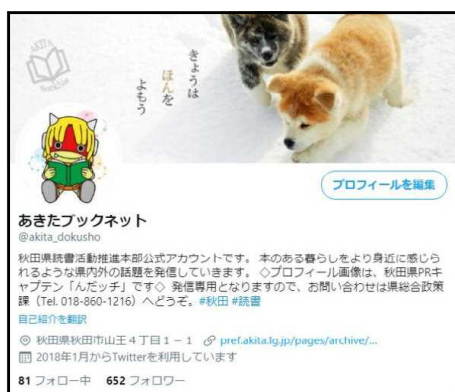 AKITA
BookNet
きょうは
ほんを
よもう
プロフィールを編集
あきたブックネット
@akita_dokusho
秋田県読書活動推進本部公式アカウントです。 本のある暮らしをより身近に感じら
れるような県内外の話題を発信していきます。 ◇プロフィール画像は、秋田県PRキ
ャプテン「んだッチ」です◇ 発信専用となりますので、お問い合わせは県総合政策
課（Tel. 018-860-1216）へどうぞ。#秋田 #読書
自己紹介を翻訳
秋田県秋田市山王４丁目１－１ pref.akita.lg.jp/pages/archive/...
2018年1月からTwitterを利用しています
81 フォロー中 652 フォロワー